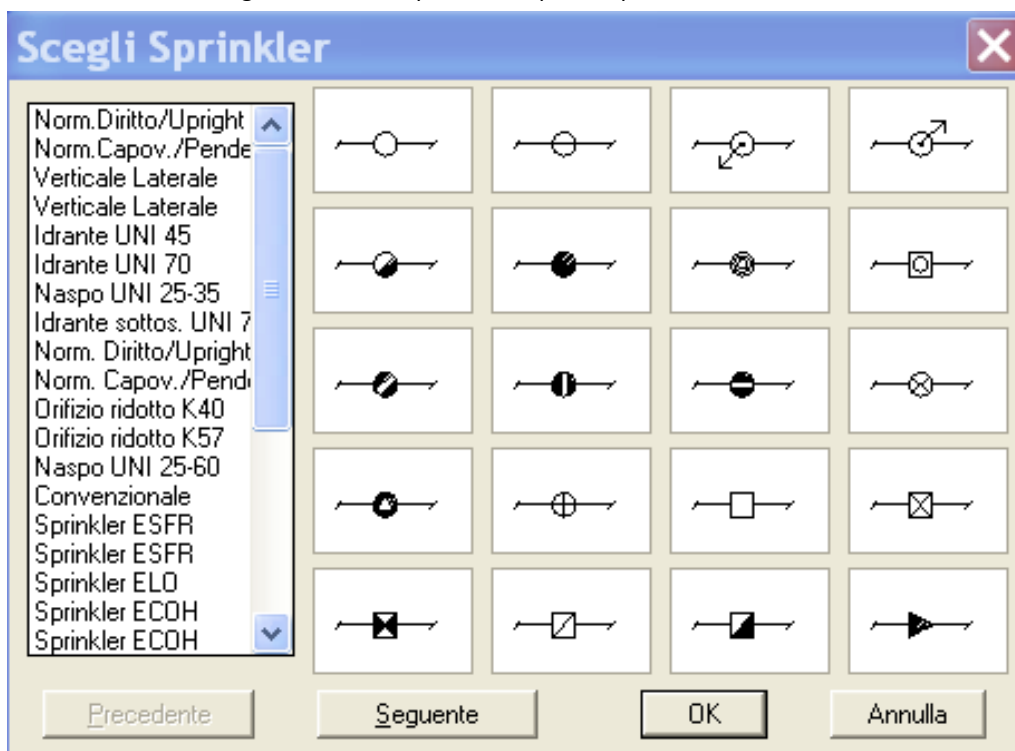 Scegli Sprinkler
Norm.Diritto/Upright
Norm.Capov./Pende
Verticale Laterale
Verticale Laterale
Idrante UNI 45
Idrante UNI 70
Naspo UNI 25-35
Idrante sottos. UNI 7
Norm. Diritto/Upright
Norm. Capov./Pend
Orifizio ridotto K40
Orifizio ridotto K57
Naspo UNI 25-60
Convenzionale
Sprinkler ESFR
Sprinkler ESFR
Sprinkler ELO
Sprinkler ECOH
Sprinkler ECOH
Precedente
Seguente
OK
Annulla